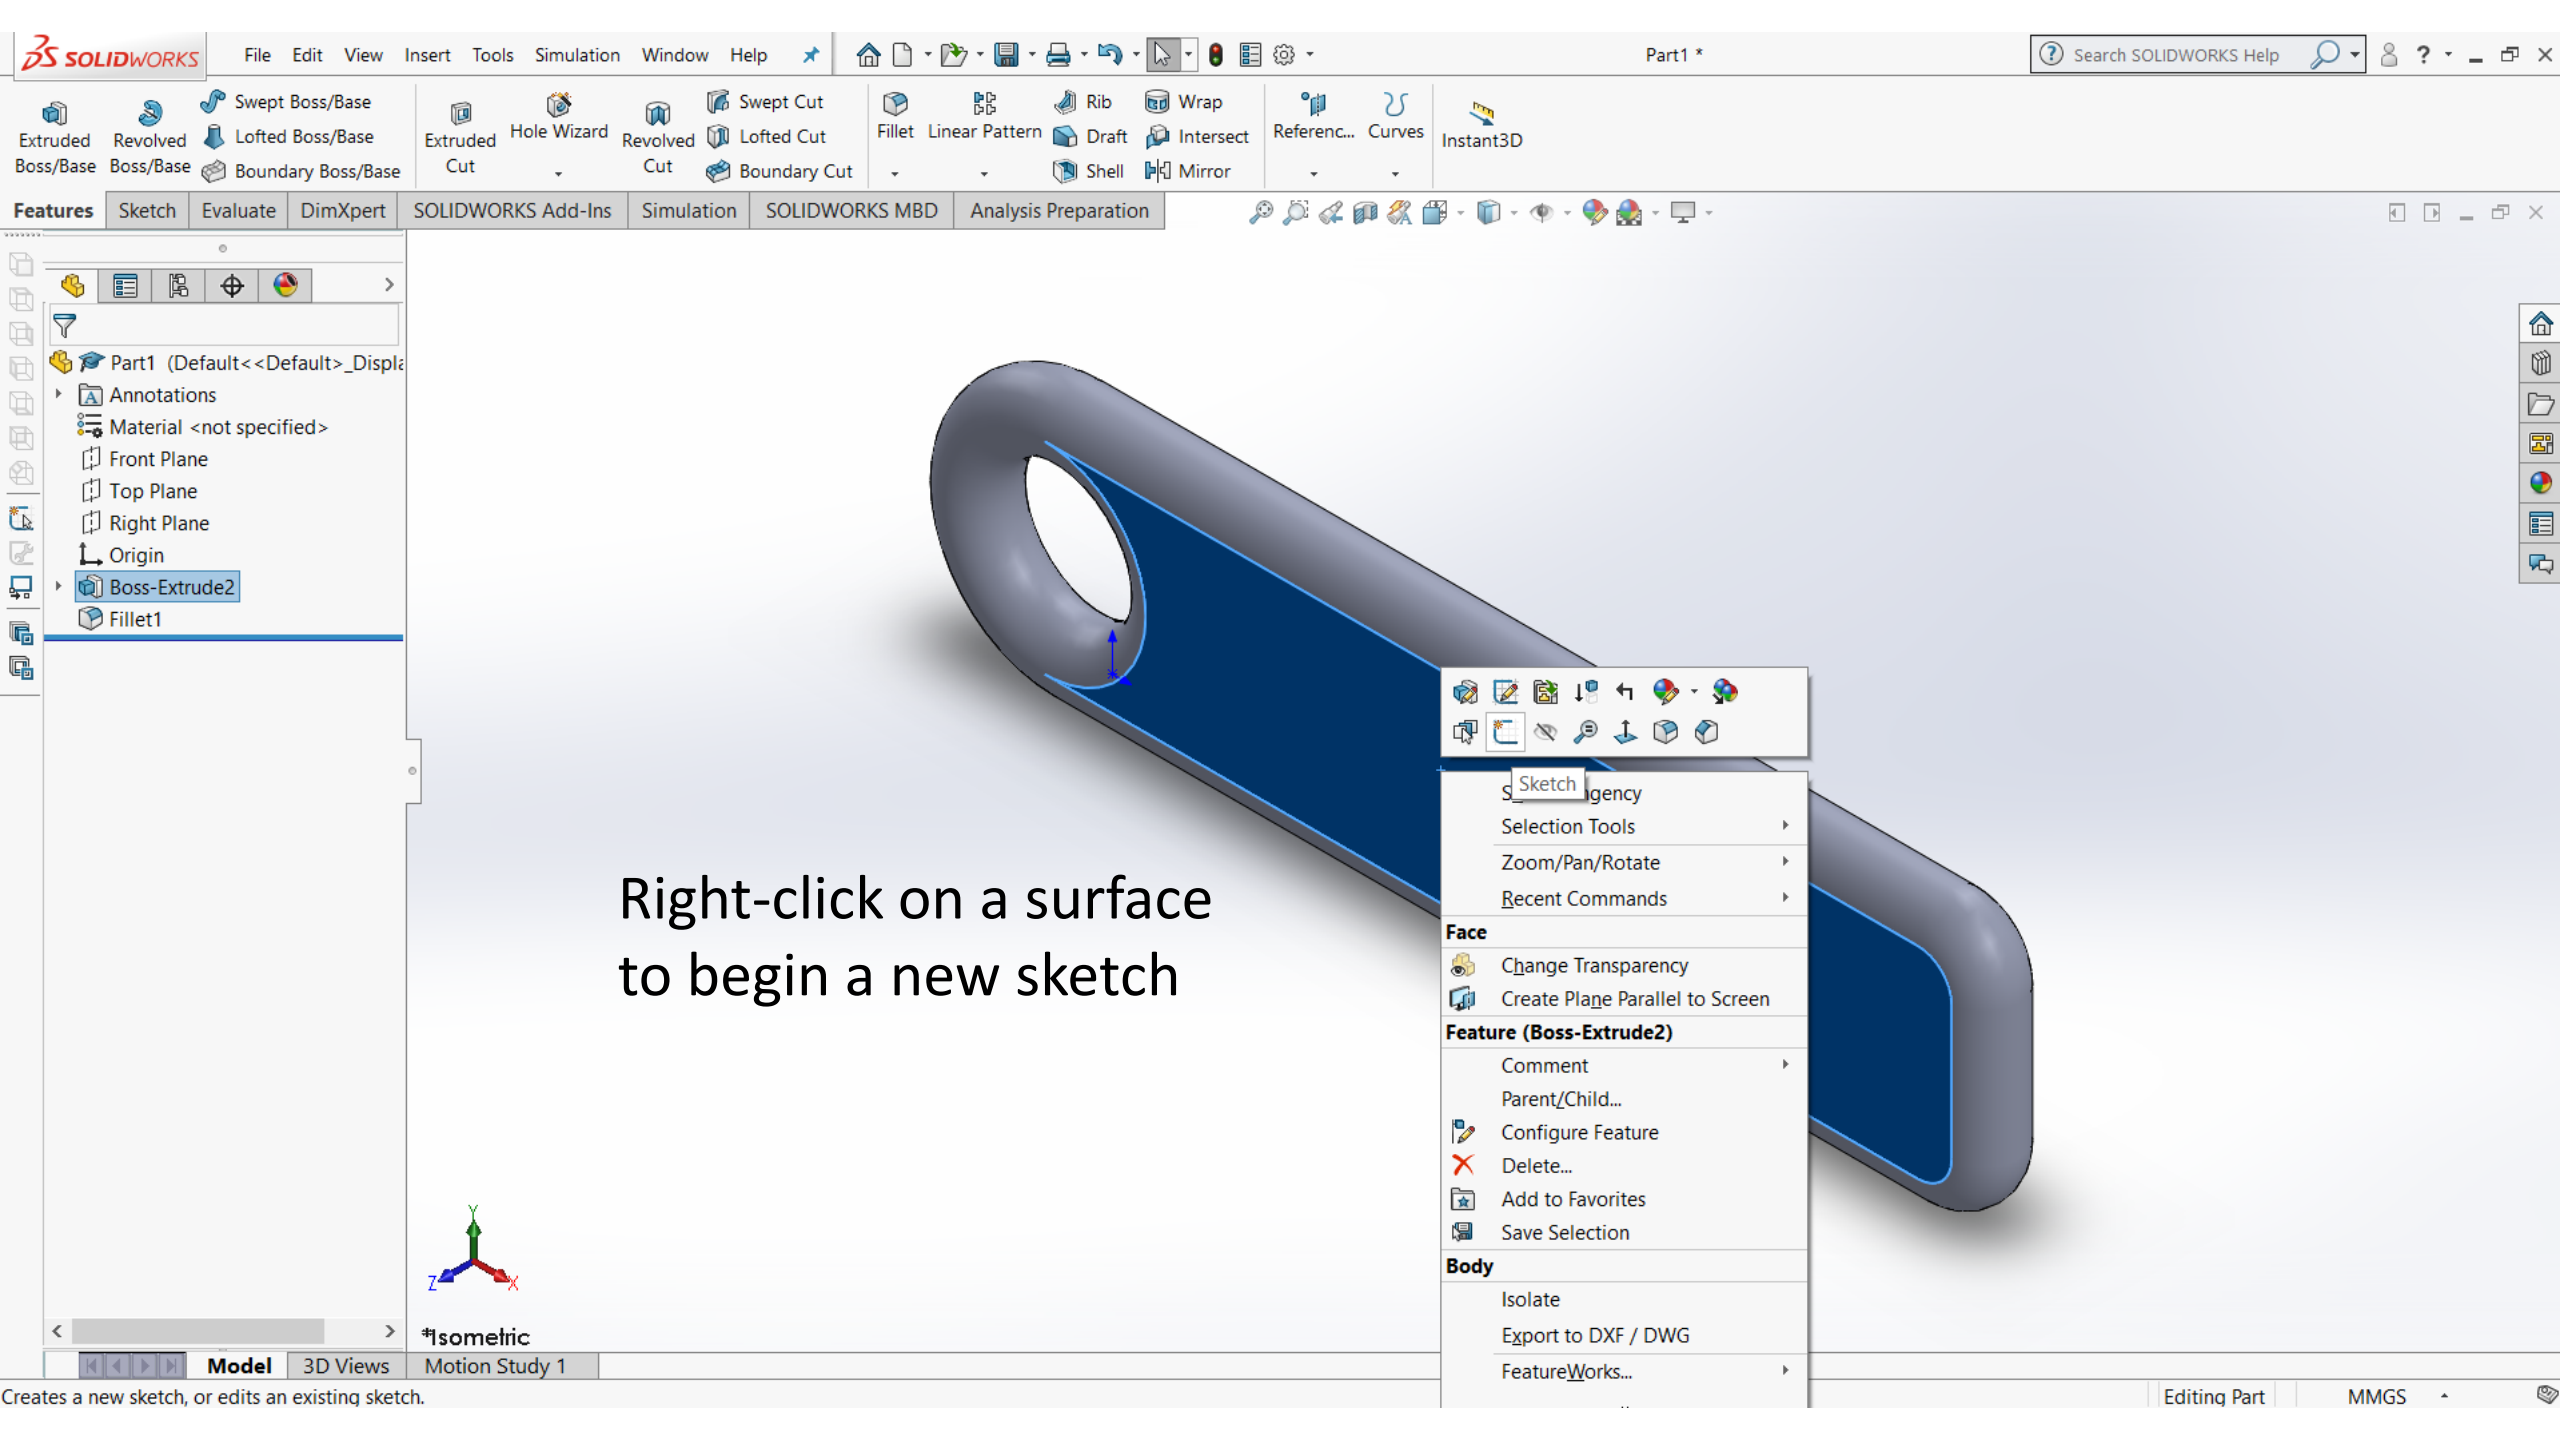 SOLIDWORKS File Edit View Insert Tools Simulation Window Help Part1 * Search SOLIDWORKS Help
Extruded Boss/Base
Revolved Boss/Base
Swept Boss/Base
Lofted Boss/Base
Boundary Boss/Base
Extruded Cut
Hole Wizard
Revolved Cut
Swept Cut
Lofted Cut
Boundary Cut
Fillet
Linear Pattern
Rib
Draft
Shell
Wrap
Intersect
Mirror
Referenc...
Curves
Instant3D
Features Sketch Evaluate DimXpert SOLIDWORKS Add-Ins Simulation SOLIDWORKS MBD Analysis Preparation
Part1 (Default<<Default>_Displa
Annotations
Material <not specified>
Front Plane
Top Plane
Right Plane
Origin
Boss-Extrude2
Fillet1
Right-click on a surface
to begin a new sketch
Sketch
Selection Tools
Zoom/Pan/Rotate
Recent Commands
Face
Change Transparency
Create Plane Parallel to Screen
Feature (Boss-Extrude2)
Comment
Parent/Child...
Configure Feature
Delete...
Add to Favorites
Save Selection
Body
Isolate
Export to DXF / DWG
FeatureWorks...
Y
Z X
*Isometric
Model 3D Views Motion Study 1
Creates a new sketch, or edits an existing sketch. Editing Part MMGS